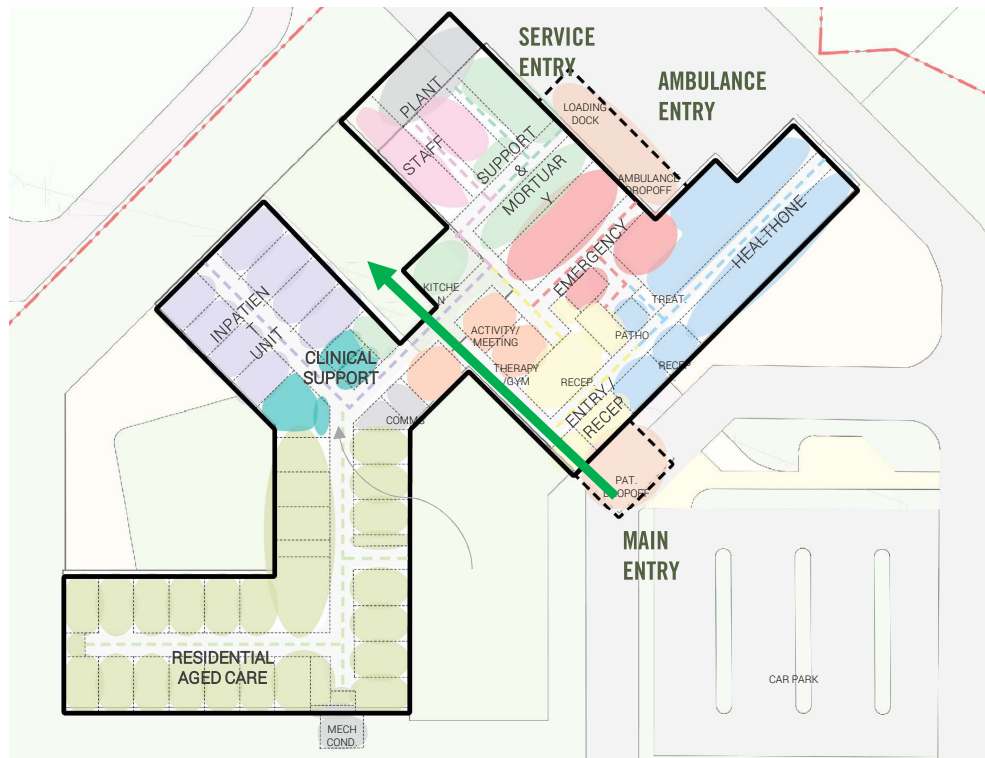 SERVICE
ENTRY
AMBULANCE
ENTRY
PLANT
LOADING
DOCK
STAFF
SUPPORT
&
MORTUAR
Y
AMBULANCE
DROPOFF
EMERGENCY
HEALTHONE
KITCHE
N
TREAT.
INPATIEN
T
UNIT
ACTIVITY/
MEETING
PATHO
CLINICAL
SUPPORT
THERAPY
/GYM
RECEP.
RECEP
ENTRY /
RECEP
COMMS
PAT.
DROPOFF
MAIN
ENTRY
RESIDENTIAL
AGED CARE
CAR PARK
MECH
COND.